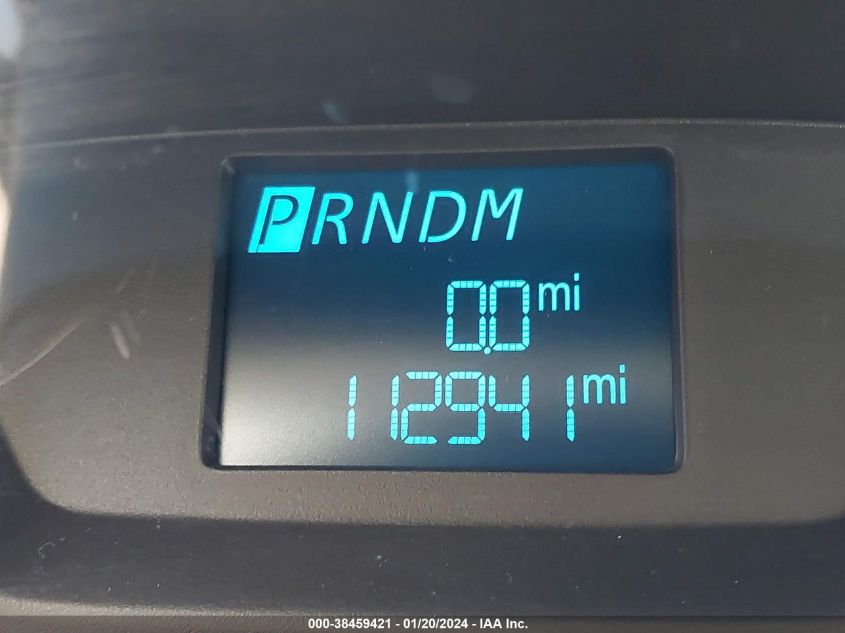 PRNDM
0.0 mi
112941 mi
000-38459421 - 01/20/2024 - IAA Inc.